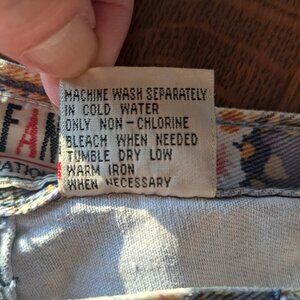 MACHINE WASH SEPARATELY
IN COLD WATER
ONLY NON-CHLORINE
BLEACH WHEN NEEDED
TUMBLE DRY LOW
WARM IRON
WHEN NECESSARY